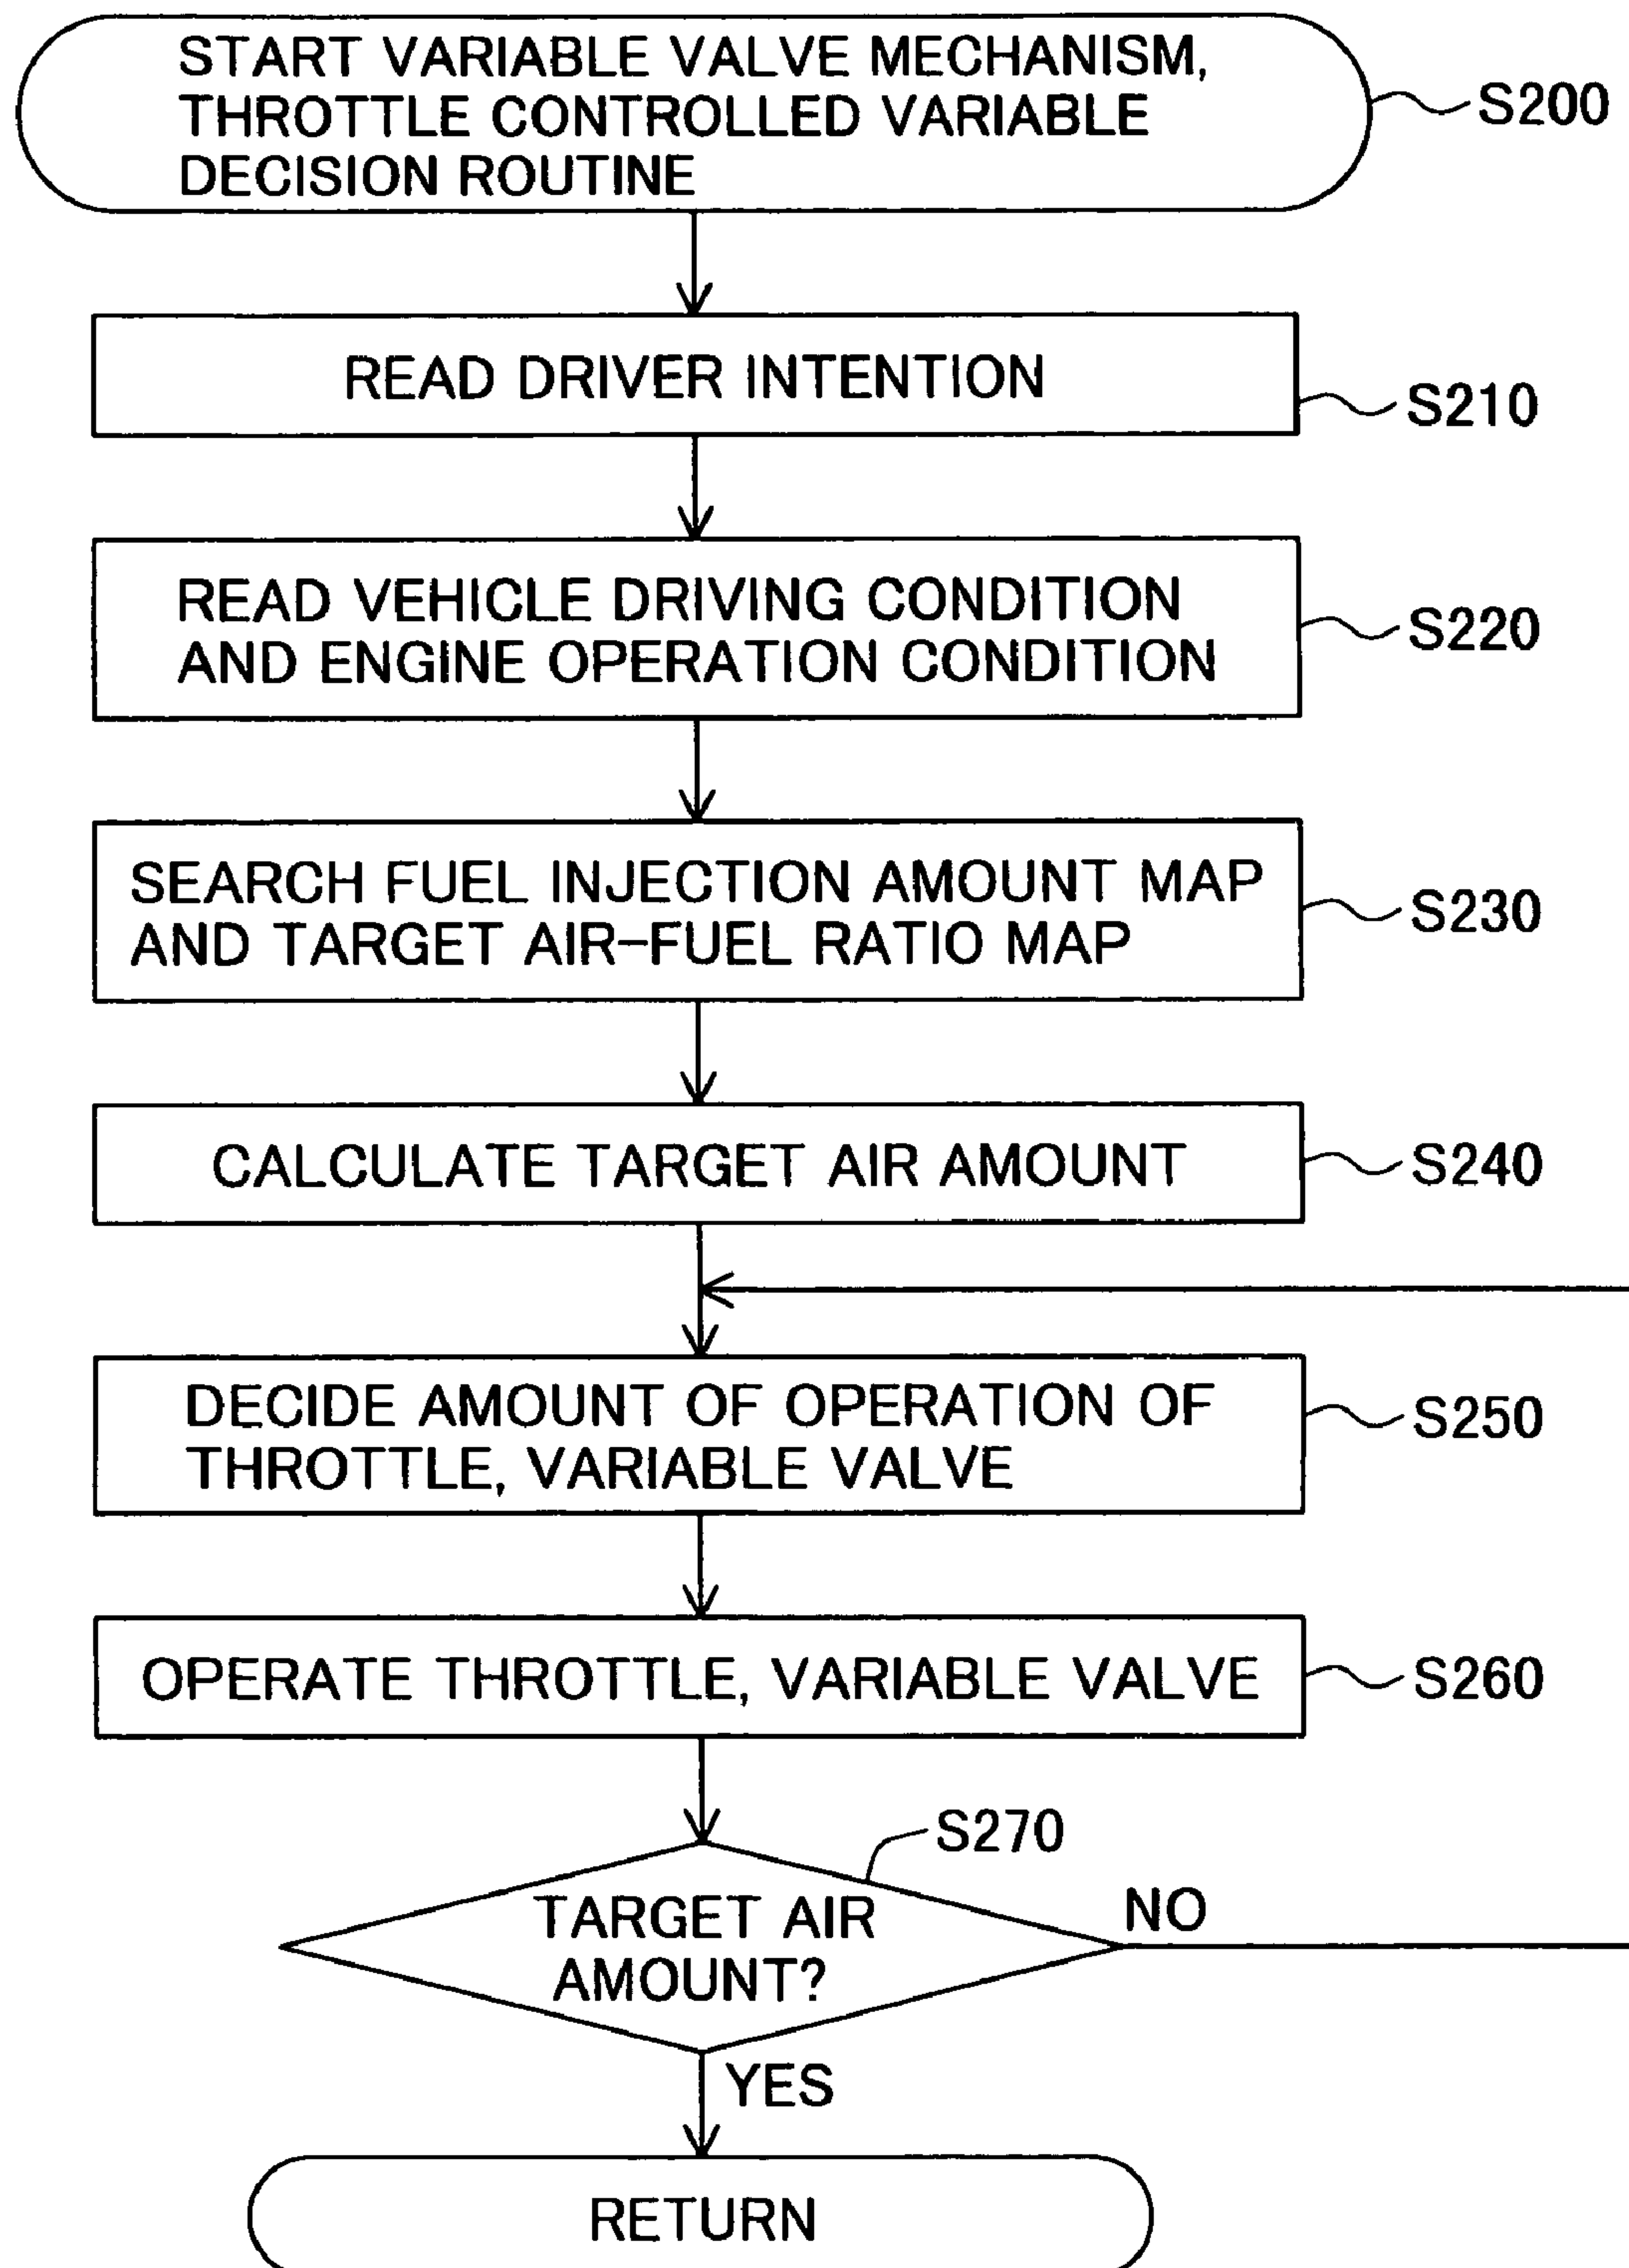 START VARIABLE VALVE MECHANISM,
THROTTLE CONTROLLED VARIABLE
DECISION ROUTINE
S200
READ DRIVER INTENTION
S210
READ VEHICLE DRIVING CONDITION
AND ENGINE OPERATION CONDITION
S220
SEARCH FUEL INJECTION AMOUNT MAP
AND TARGET AIR-FUEL RATIO MAP
S230
CALCULATE TARGET AIR AMOUNT
S240
DECIDE AMOUNT OF OPERATION OF
THROTTLE, VARIABLE VALVE
S250
OPERATE THROTTLE, VARIABLE VALVE
S260
S270
TARGET AIR
AMOUNT?
NO
YES
RETURN